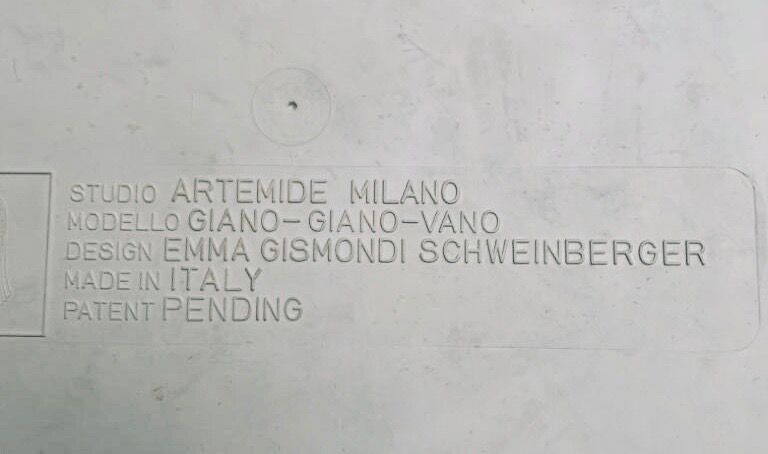 STUDIO ARTEMIDE MILANO
MODELLO GIANO-GIANO-VANO
DESIGN EMMA GISMONDI SCHWEINBERGER
MADE IN ITALY
PATENT PENDING